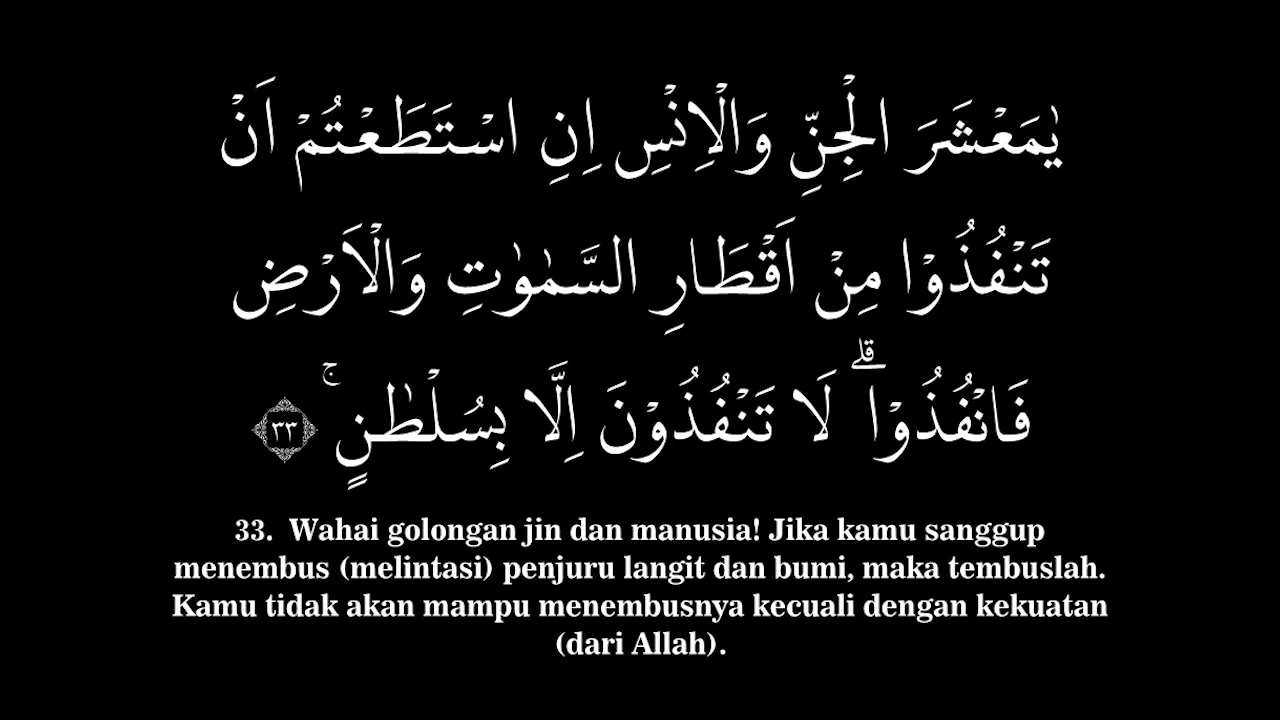 يٰمَعْشَرَ الْجِنِّ وَالْاِنْسِ اِنِ اسْتَطَعْتُمْ اَنْ
تَنْفُذُوْا مِنْ اَقْطَارِ السَّمٰوٰتِ وَالْاَرْضِ
فَانْفُذُوْاۗ لَا تَنْفُذُوْنَ اِلَّا بِسُلْطٰنٍۚ ٣٣
33. Wahai golongan jin dan manusia! Jika kamu sanggup
menembus (melintasi) penjuru langit dan bumi, maka tembuslah.
Kamu tidak akan mampu menembusnya kecuali dengan kekuatan
(dari Allah).